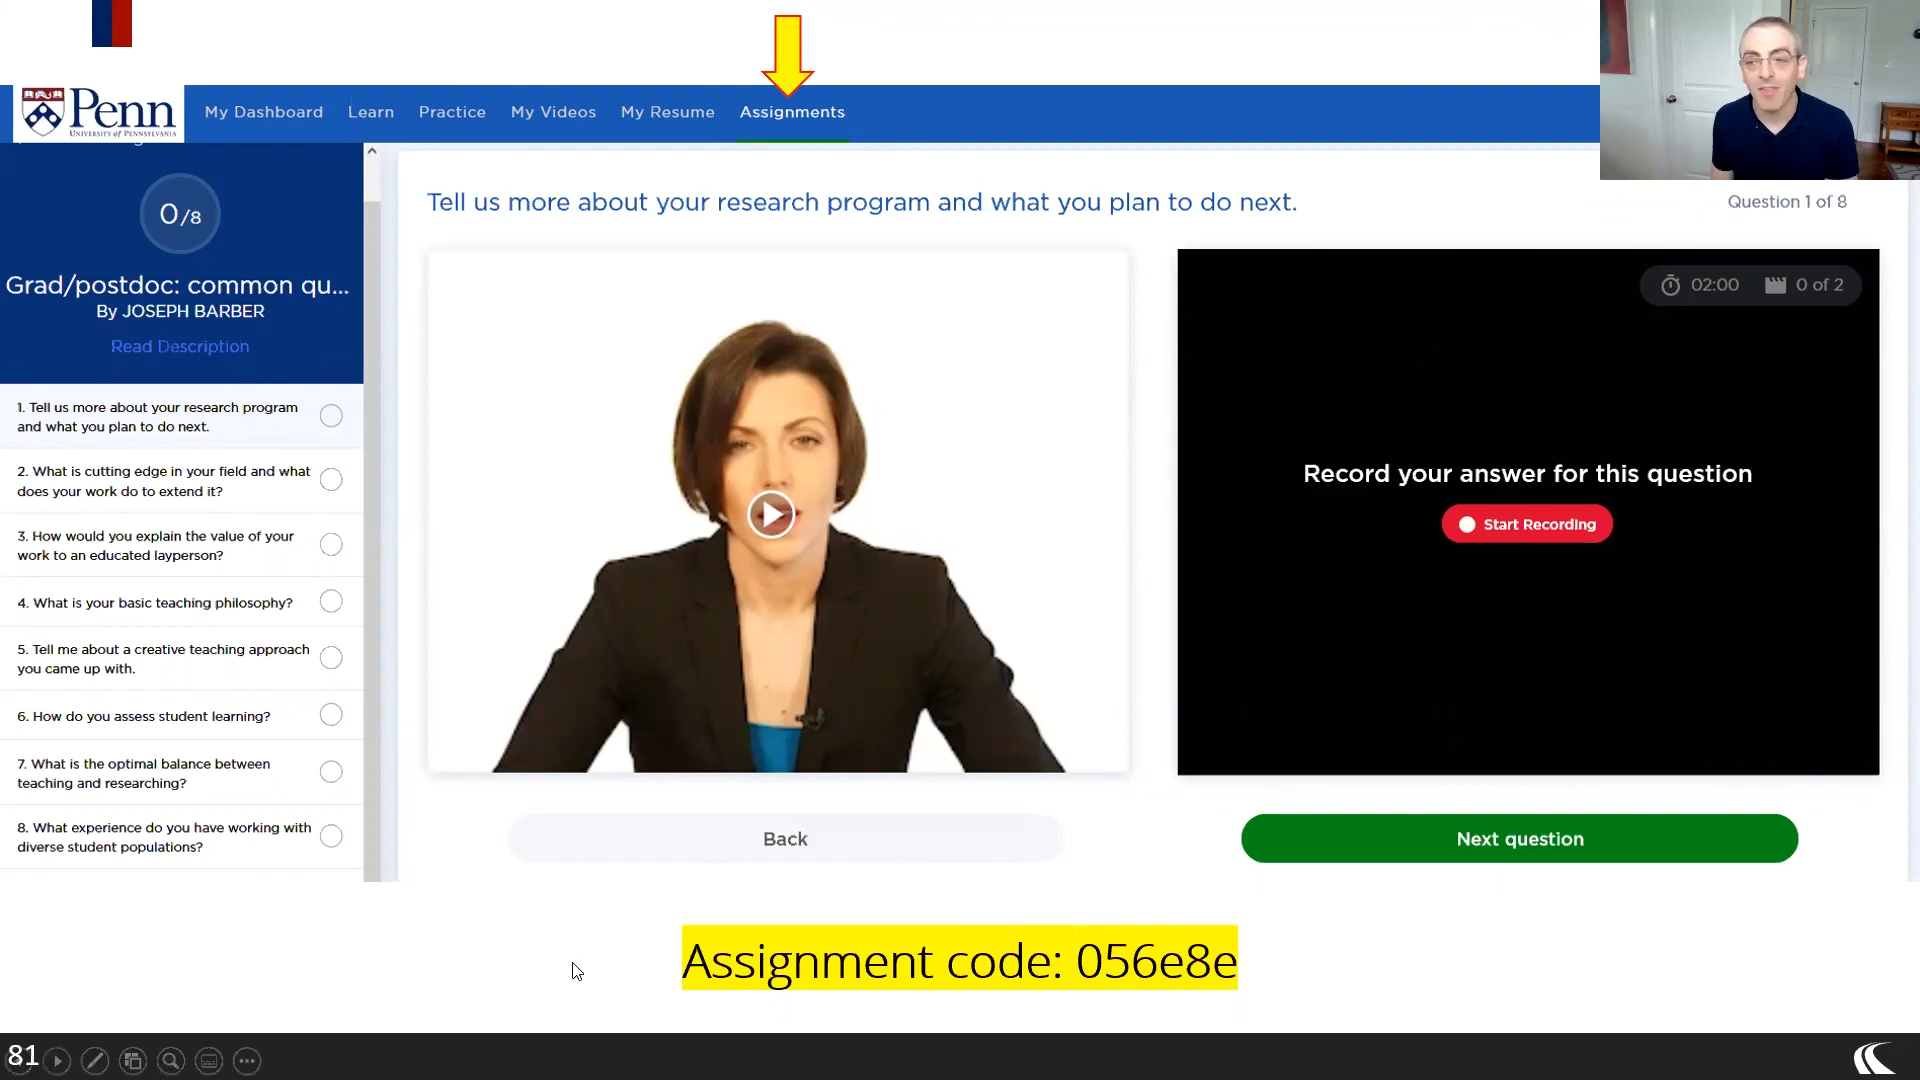 Penn
UNIVERSITY of PENNSYLVANIA
My Dashboard
Learn
Practice
My Videos
My Resume
Assignments
0/8
Grad/postdoc: common qu...
By JOSEPH BARBER
Read Description
1. Tell us more about your research program
and what you plan to do next.
2. What is cutting edge in your field and what
does your work do to extend it?
3. How would you explain the value of your
work to an educated layperson?
4. What is your basic teaching philosophy?
5. Tell me about a creative teaching approach
you came up with.
6. How do you assess student learning?
7. What is the optimal balance between
teaching and researching?
8. What experience do you have working with
diverse student populations?
Tell us more about your research program and what you plan to do next.
Question 1 of 8
02:00
0 of 2
Record your answer for this question
Start Recording
Back
Next question
Assignment code: 056e8e
81